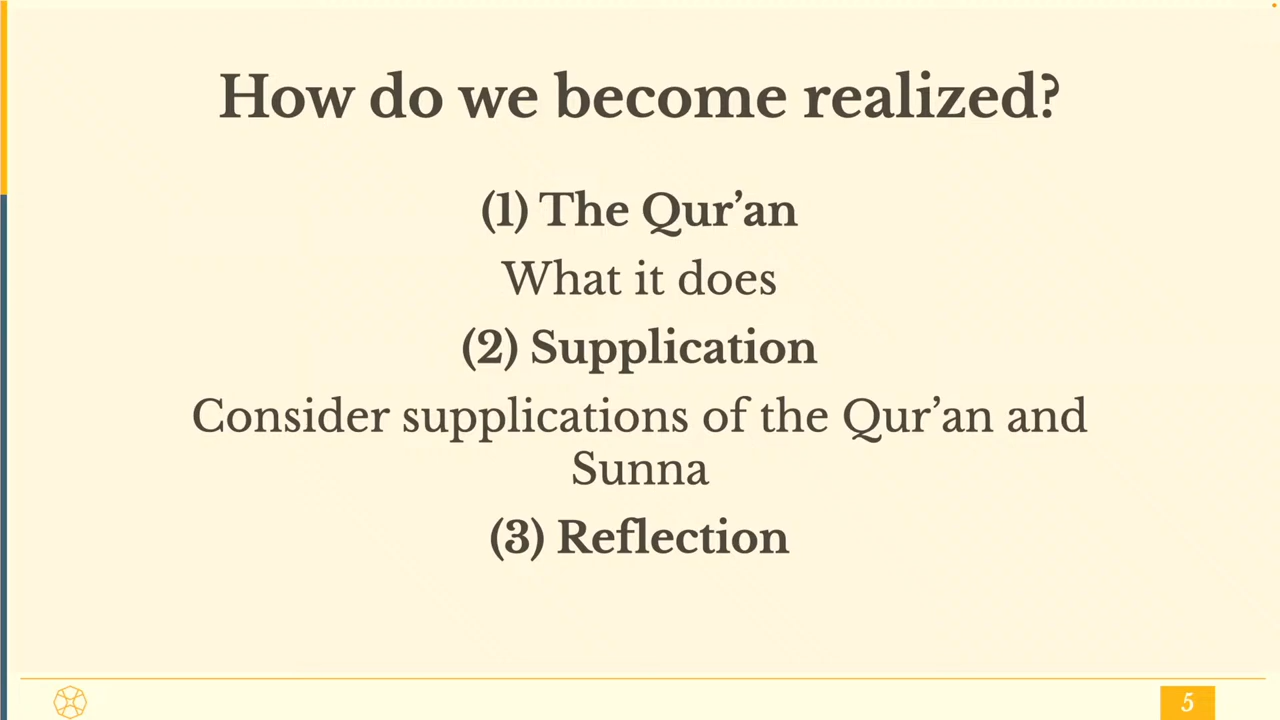 How do we become realized?
(1) The Qur’an
What it does
(2) Supplication
Consider supplications of the Qur’an and
Sunna
(3) Reflection
5